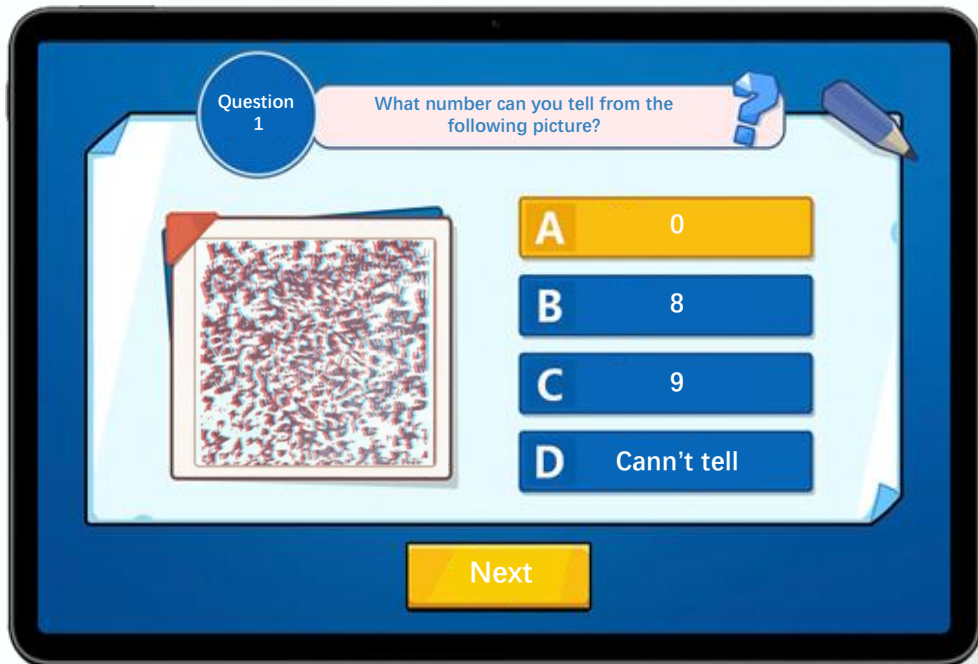 Question
1
What number can you tell from the
following picture?
A 0
B 8
C 9
D Cann't tell
Next